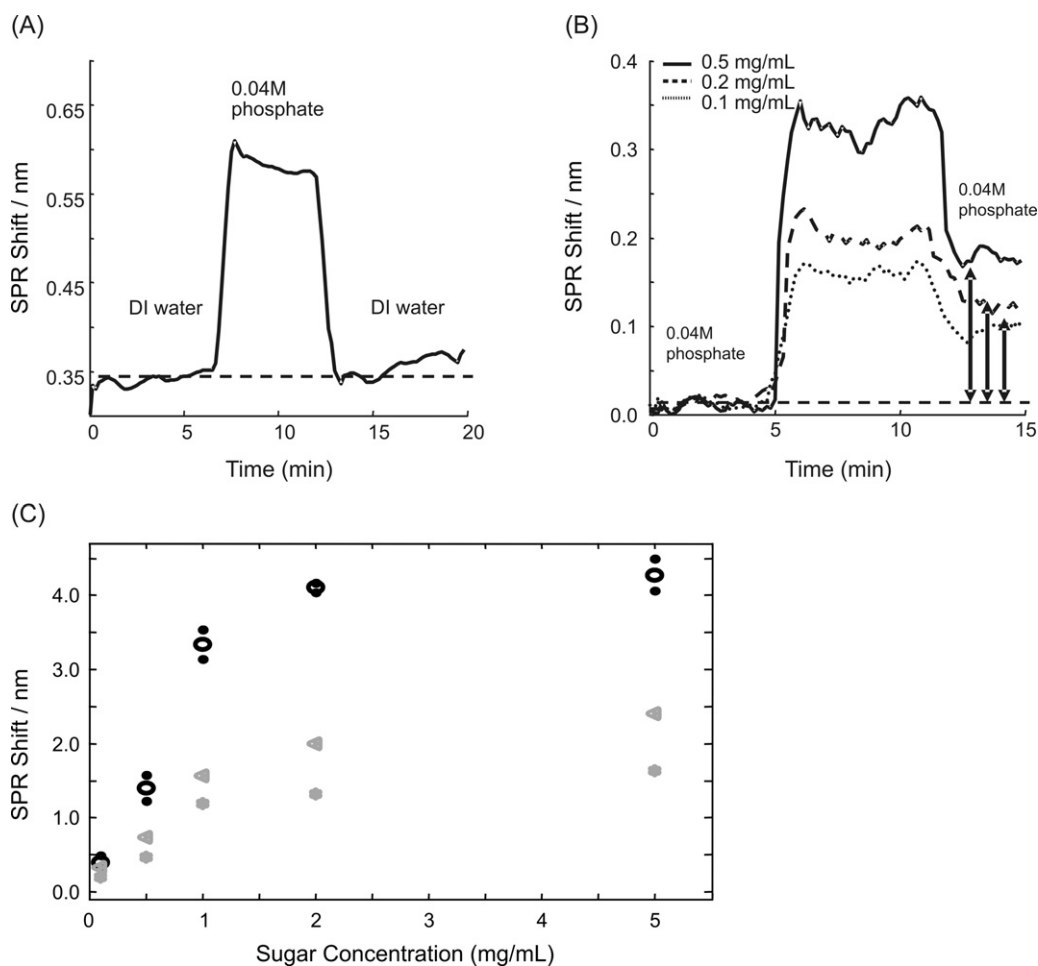 (A)
0.04M
phosphate
0.65
0.55
0.45
0.35
SPR Shift / nm
DI water
DI water
0
5
10
15
20
Time (min)
(B)
0.5 mg/mL
0.2 mg/mL
0.1 mg/mL
0.4
0.3
0.2
0.1
0.0
SPR Shift / nm
0.04M
phosphate
0.04M
phosphate
0
5
10
15
Time (min)
(C)
4.0
3.0
2.0
1.0
0.0
SPR Shift / nm
0
1
2
3
4
5
Sugar Concentration (mg/mL)